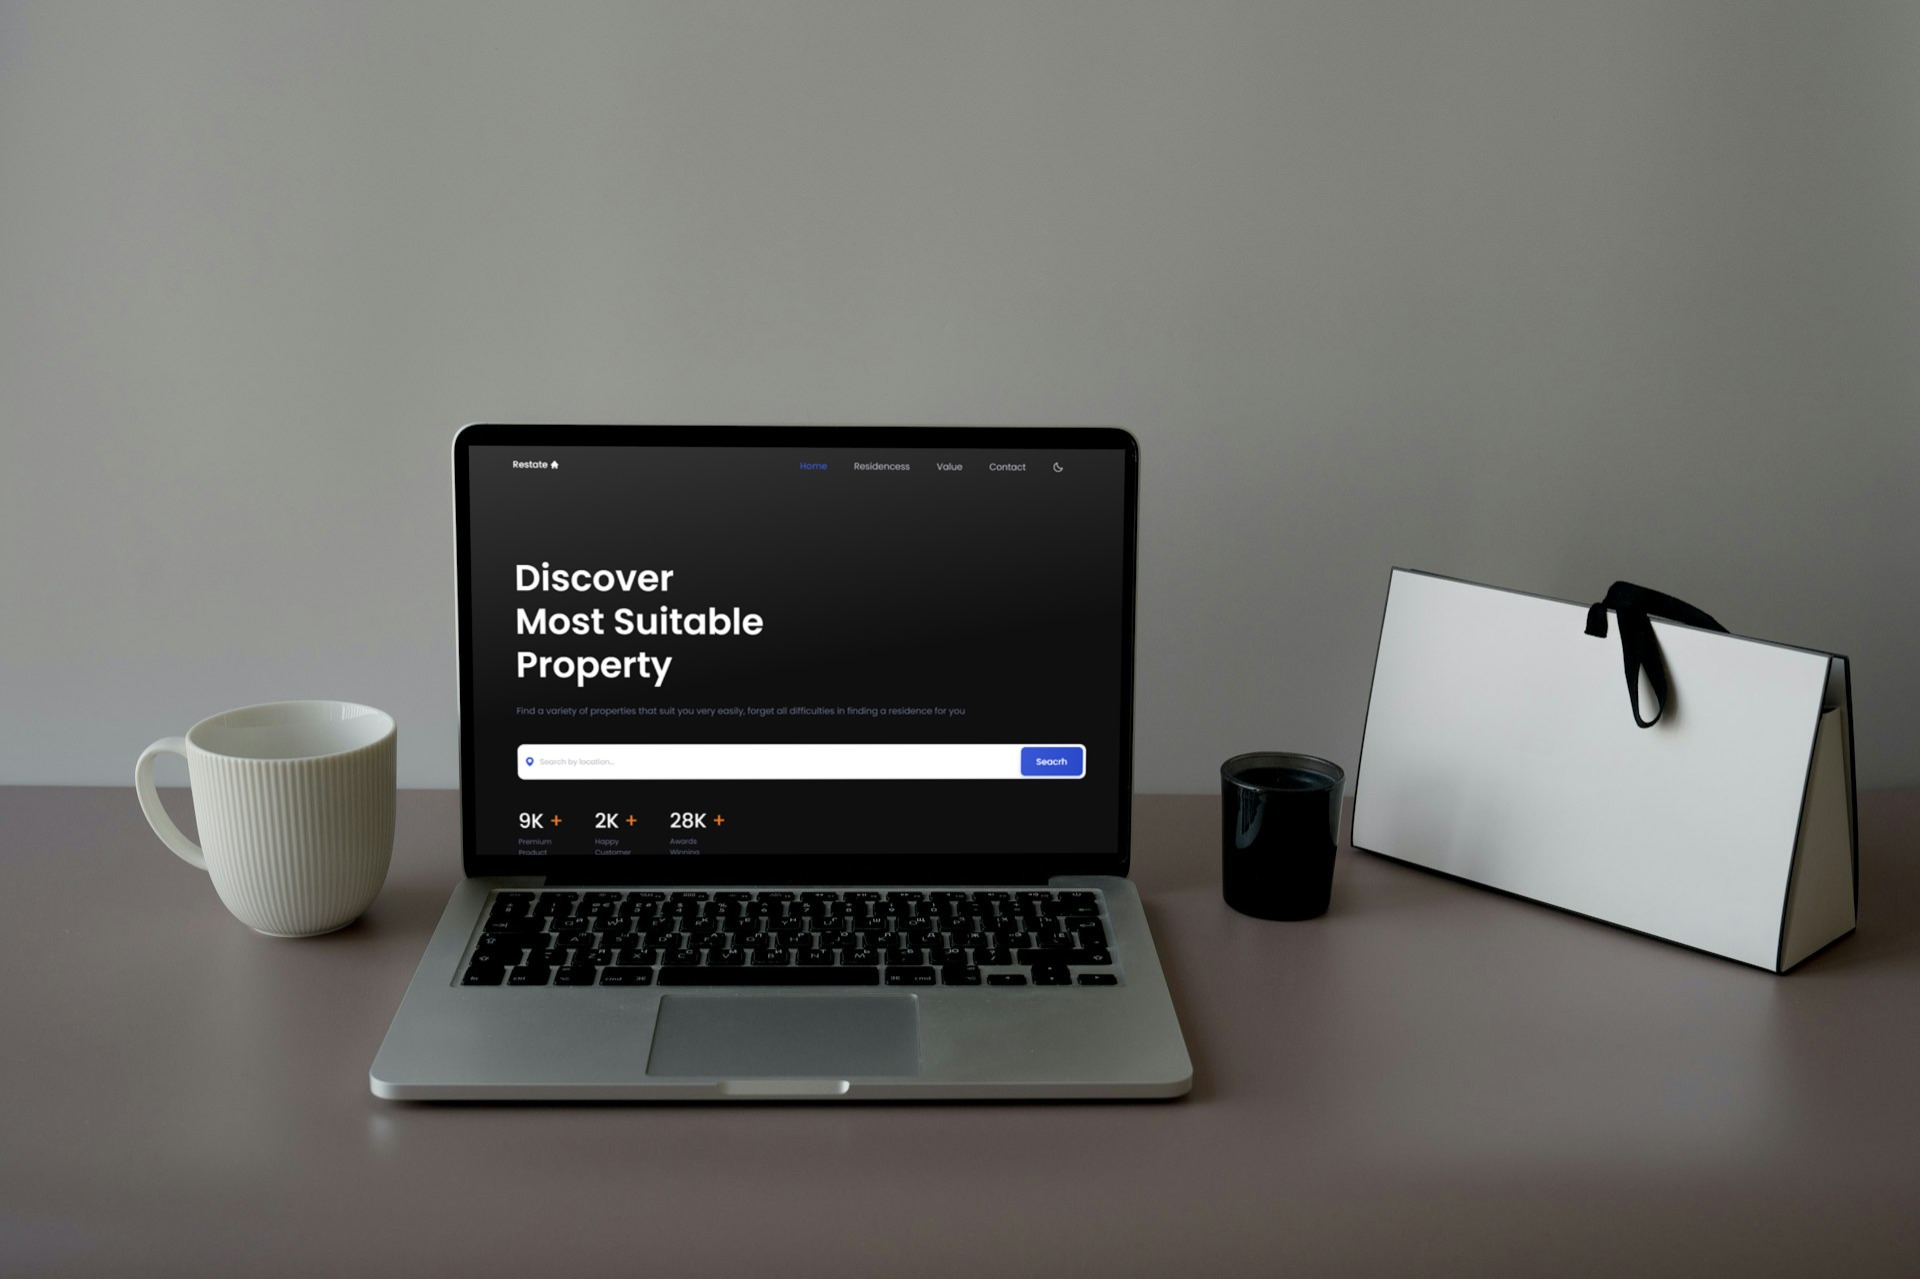 Restate
Home Residencess Value Contact
Discover
Most Suitable
Property
Find a variety of properties that suit you very easily, forget all difficulties in finding a residence for you
Search by location...
Seacrh
9K + 2K + 28K +
Premium Happy Awards
Product Customer Winning
cmd cmd